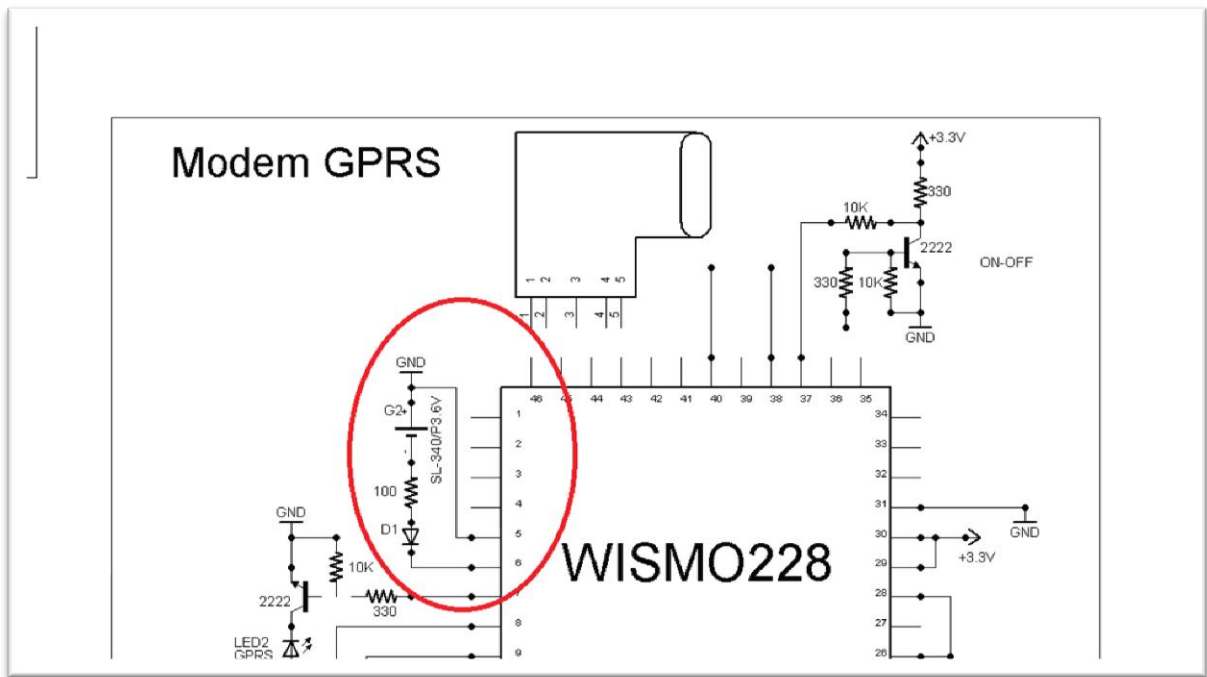 Modem GPRS
+3.3V
330
10K
2222
ON-OFF
330
10K
GND
1 2 3 4 5
1 2 3 4 5
GND
G2+
-
SL-340/P3.6V
100
D1
GND
10K
2222
330
LED2
GPRS
46 45 44 43 42 41 40 39 38 37 36 35
1
2
3
4
5
6
7
8
9
WISMO228
34
33
32
31
30
29
28
27
26
GND
+3.3V